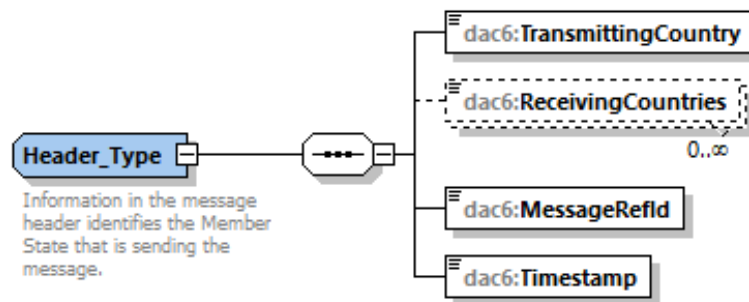 dac6:TransmittingCountry
dac6:ReceivingCountries
0..∞
Header_Type
Information in the message
header identifies the Member
State that is sending the
message.
dac6:MessageRefId
dac6:Timestamp